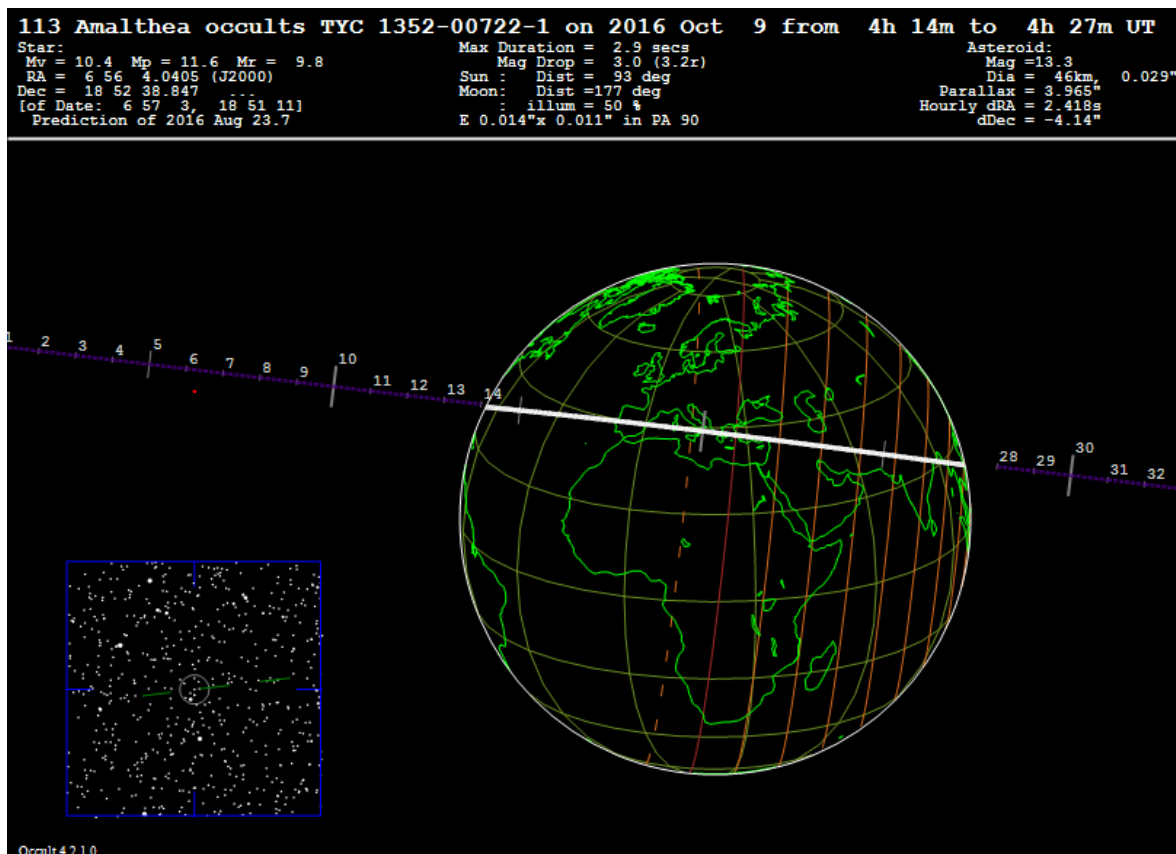 113 Amalthea occults TYC 1352-00722-1 on 2016 Oct  9 from  4h 14m to  4h 27m UT
Star:
Mv = 10.4  Mp = 11.6  Mr =  9.8
RA =  6 56  4.0405 (J2000)
Dec =  18 52 38.847   ...
[of Date:  6 57  3,  18 51 11]
Prediction of 2016 Aug 23.7
Max Duration =  2.9 secs
Mag Drop =  3.0 (3.2r)
Sun :   Dist =  93 deg
Moon:   Dist =177 deg
:  illum = 50 %
E 0.014"x 0.011" in PA 90
Asteroid:
Mag =13.3
Dia =  46km,  0.029"
Parallax = 3.965"
Hourly dRA = 2.418s
dDec = -4.14"
1 2 3 4 5 6 7 8 9 10 11 12 13 14
28 29 30 31 32
Occult 4.2.1.0